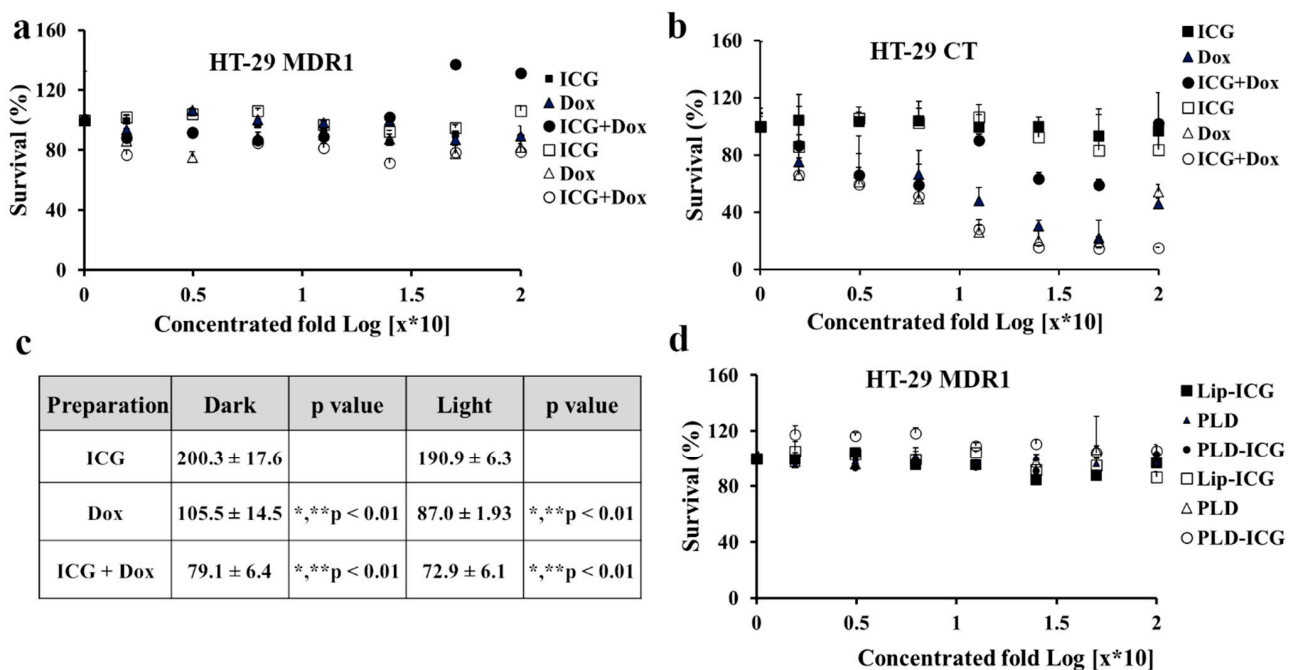 a
HT-29 MDR1
160
120
80
40
0
Survival (%)
0 0.5 1 1.5 2
Concentrated fold Log [x*10]
ICG
Dox
ICG+Dox
ICG
Dox
ICG+Dox
b
HT-29 CT
160
120
80
40
0
Survival (%)
0 0.5 1 1.5 2
Concentrated fold Log [x*10]
ICG
Dox
ICG+Dox
ICG
Dox
ICG+Dox
c
Preparation Dark p value Light p value
ICG 200.3 ± 17.6 190.9 ± 6.3
Dox 105.5 ± 14.5 *,**p < 0.01 87.0 ± 1.93 *,**p < 0.01
ICG + Dox 79.1 ± 6.4 *,**p < 0.01 72.9 ± 6.1 *,**p < 0.01
d
HT-29 MDR1
160
120
80
40
0
Survival (%)
0 0.5 1 1.5 2
Concentrated fold Log [x*10]
Lip-ICG
PLD
PLD-ICG
Lip-ICG
PLD
PLD-ICG